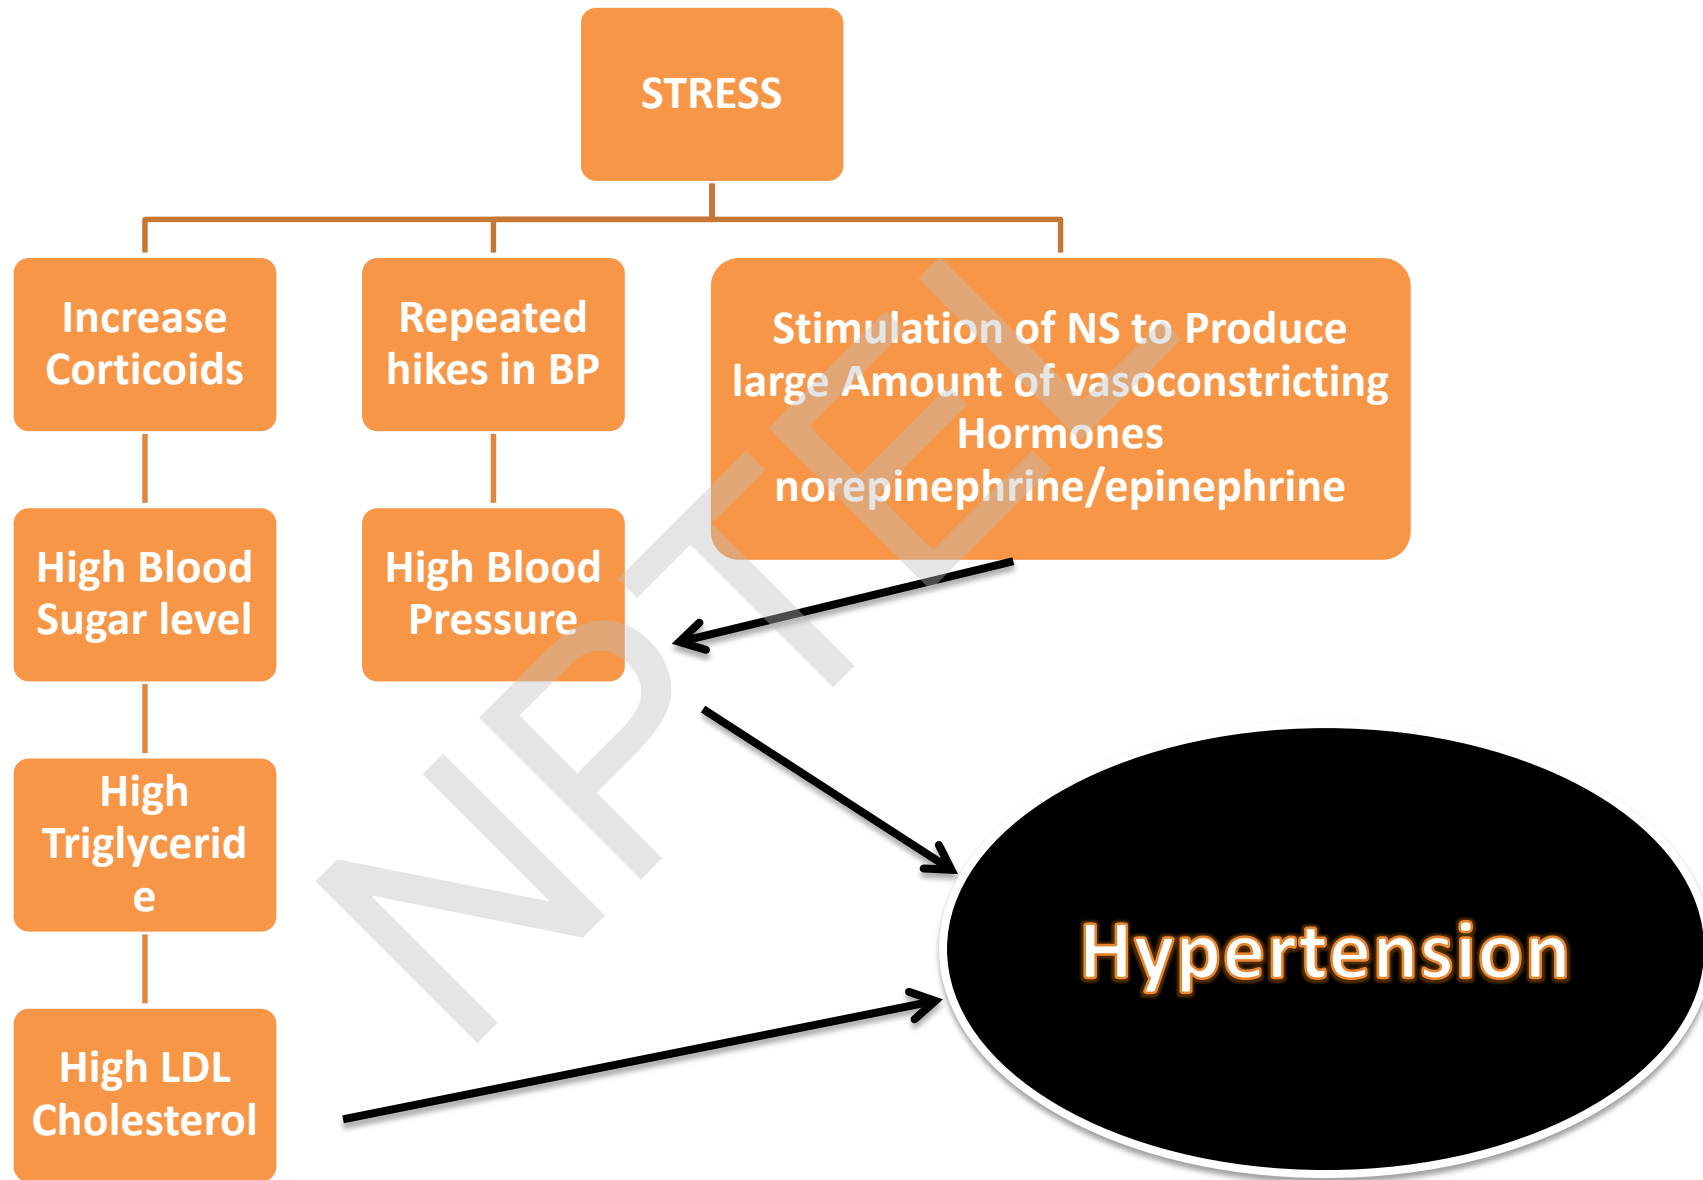 STRESS
Increase
Corticoids
Repeated
hikes in BP
Stimulation of NS to Produce
large Amount of vasoconstricting
Hormones
norepinephrine/epinephrine
High Blood
Sugar level
High Blood
Pressure
High
Triglycerid
e
High LDL
Cholesterol
Hypertension
NPTEL